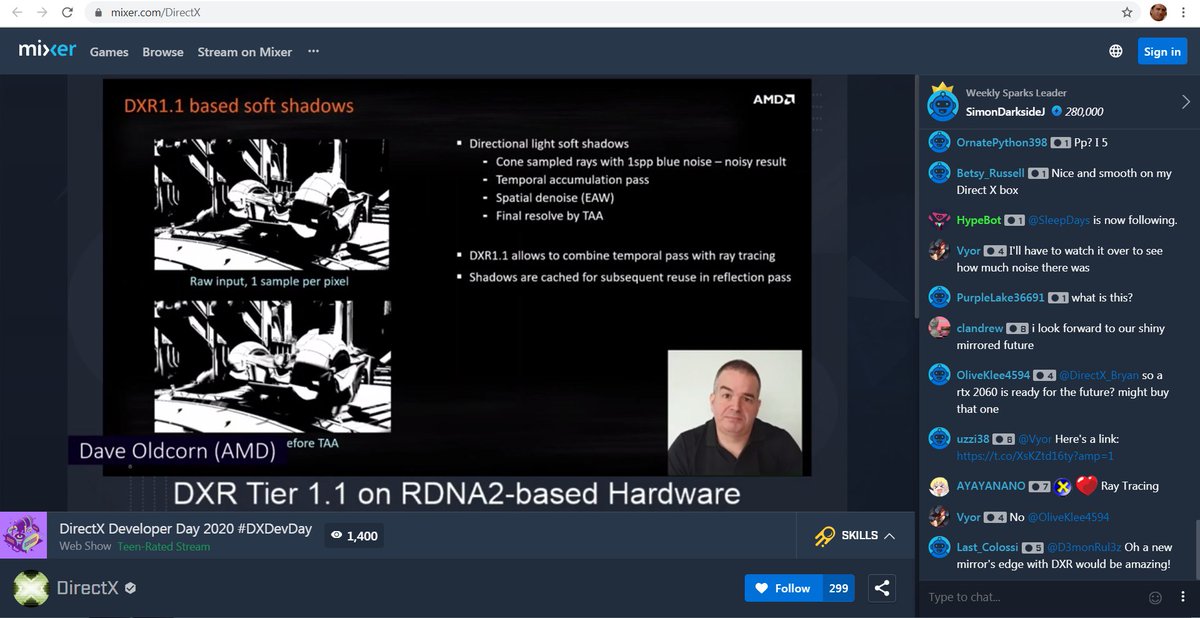 mixer.com/DirectX
mixer
Games
Browse
Stream on Mixer
Sign in
DXR1.1 based soft shadows
AMD
Raw input, 1 sample per pixel
efore TAA
▪ Directional light soft shadows
- Cone sampled rays with 1spp blue noise – noisy result
- Temporal accumulation pass
- Spatial denoise (EAW)
- Final resolve by TAA
▪ DXR1.1 allows to combine temporal pass with ray tracing
▪ Shadows are cached for subsequent reuse in reflection pass
Dave Oldcorn (AMD)
DXR Tier 1.1 on RDNA2-based Hardware
DirectX Developer Day 2020 #DXDevDay
1,400
Web Show Teen-Rated Stream
SKILLS
DirectX
Follow
299
Weekly Sparks Leader
SimonDarksideJ 280,000
OrnatePython398 1 Pp? I 5
Betsy_Russell 1 Nice and smooth on my
Direct X box
HypeBot 1 @SleepDays is now following.
Vyor 4 I'll have to watch it over to see
how much noise there was
PurpleLake36691 1 what is this?
clandrew 8 i look forward to our shiny
mirrored future
OliveKlee4594 4 @DirectX_Bryan so a
rtx 2060 is ready for the future? might buy
that one
uzzi38 8 @Vyor Here's a link:
https://t.co/XsKZtd16ty?amp=1
AYAYANANO 7 Ray Tracing
Vyor 4 No @OliveKlee4594
Last_Colossi 5 @D3monRul3z Oh a new
mirror's edge with DXR would be amazing!
Type to chat...